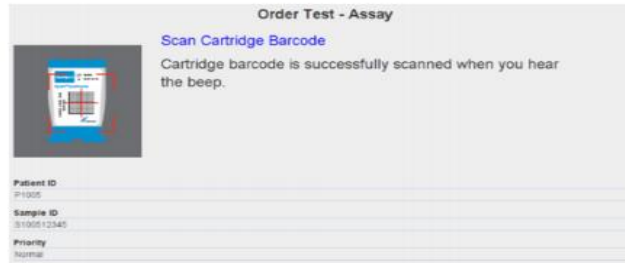 Order Test - Assay
Scan Cartridge Barcode
Cartridge barcode is successfully scanned when you hear
the beep.
Patient ID
P1005
Sample ID
S100512345
Priority
Normal